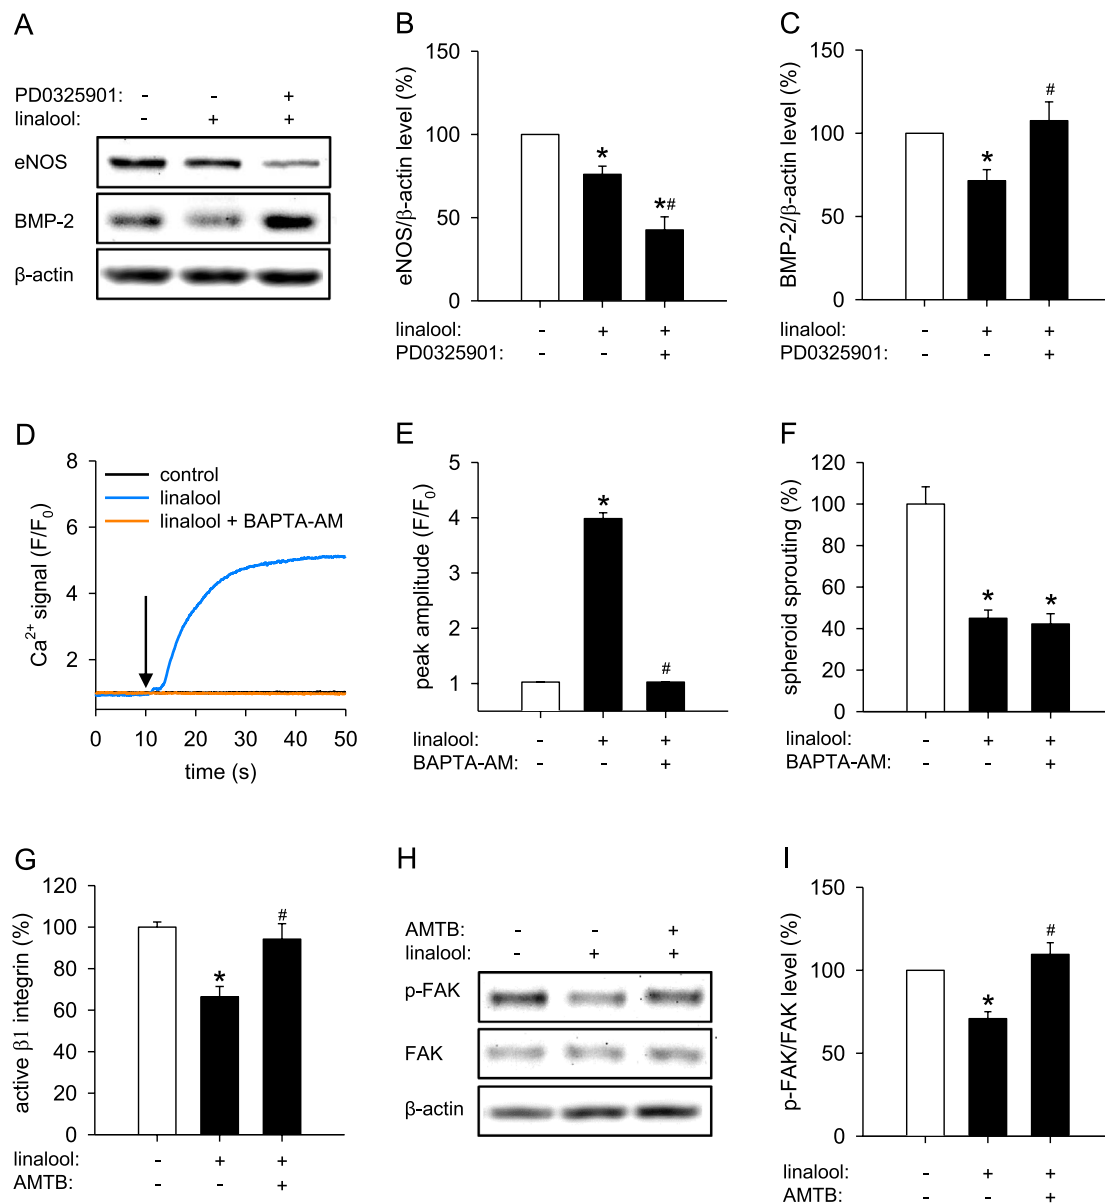 A
PD0325901: - - +
linalool: - + +
eNOS
BMP-2
β-actin
B
eNOS/β-actin level (%)
150
100
50
0
*
*#
linalool: - + +
PD0325901: - - +
C
BMP-2/β-actin level (%)
150
100
50
0
*
#
linalool: - + +
PD0325901: - - +
D
Ca2+ signal (F/F0)
8
6
4
2
control
linalool
linalool + BAPTA-AM
0 10 20 30 40 50
time (s)
E
peak amplitude (F/F0)
5
4
3
2
1
*
#
linalool: - + +
BAPTA-AM: - - +
F
spheroid sprouting (%)
120
100
80
60
40
20
0
* *
linalool: - + +
BAPTA-AM: - - +
G
active β1 integrin (%)
120
100
80
60
40
20
0
*
#
linalool: - + +
AMTB: - - +
H
AMTB: - - +
linalool: - + +
p-FAK
FAK
β-actin
I
p-FAK/FAK level (%)
150
100
50
0
*
#
linalool: - + +
AMTB: - - +